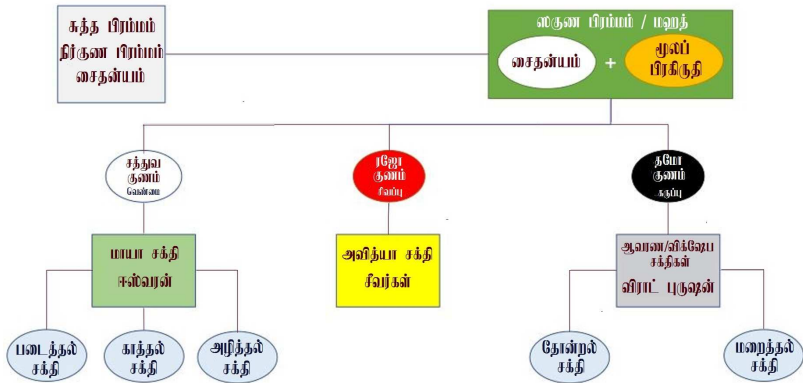 சுத்த பிரம்மம்
நிர்குண பிரம்மம்
சைதன்யம்
ஸகுண பிரம்மம் / மஹத்
சைதன்யம்
+
மூலப்
பிரகிருதி
சத்துவ
குணம்
வெண்மை
ரஜோ
குணம்
சிவப்பு
தமோ
குணம்
கருப்பு
மாயா சக்தி
ஈஸ்வரன்
அவித்யா சக்தி
சீவர்கள்
ஆவரண/விக்ஷேப
சக்திகள்
விராட் புருஷன்
படைத்தல்
சக்தி
காத்தல்
சக்தி
அழித்தல்
சக்தி
தோன்றல்
சக்தி
மறைத்தல்
சக்தி